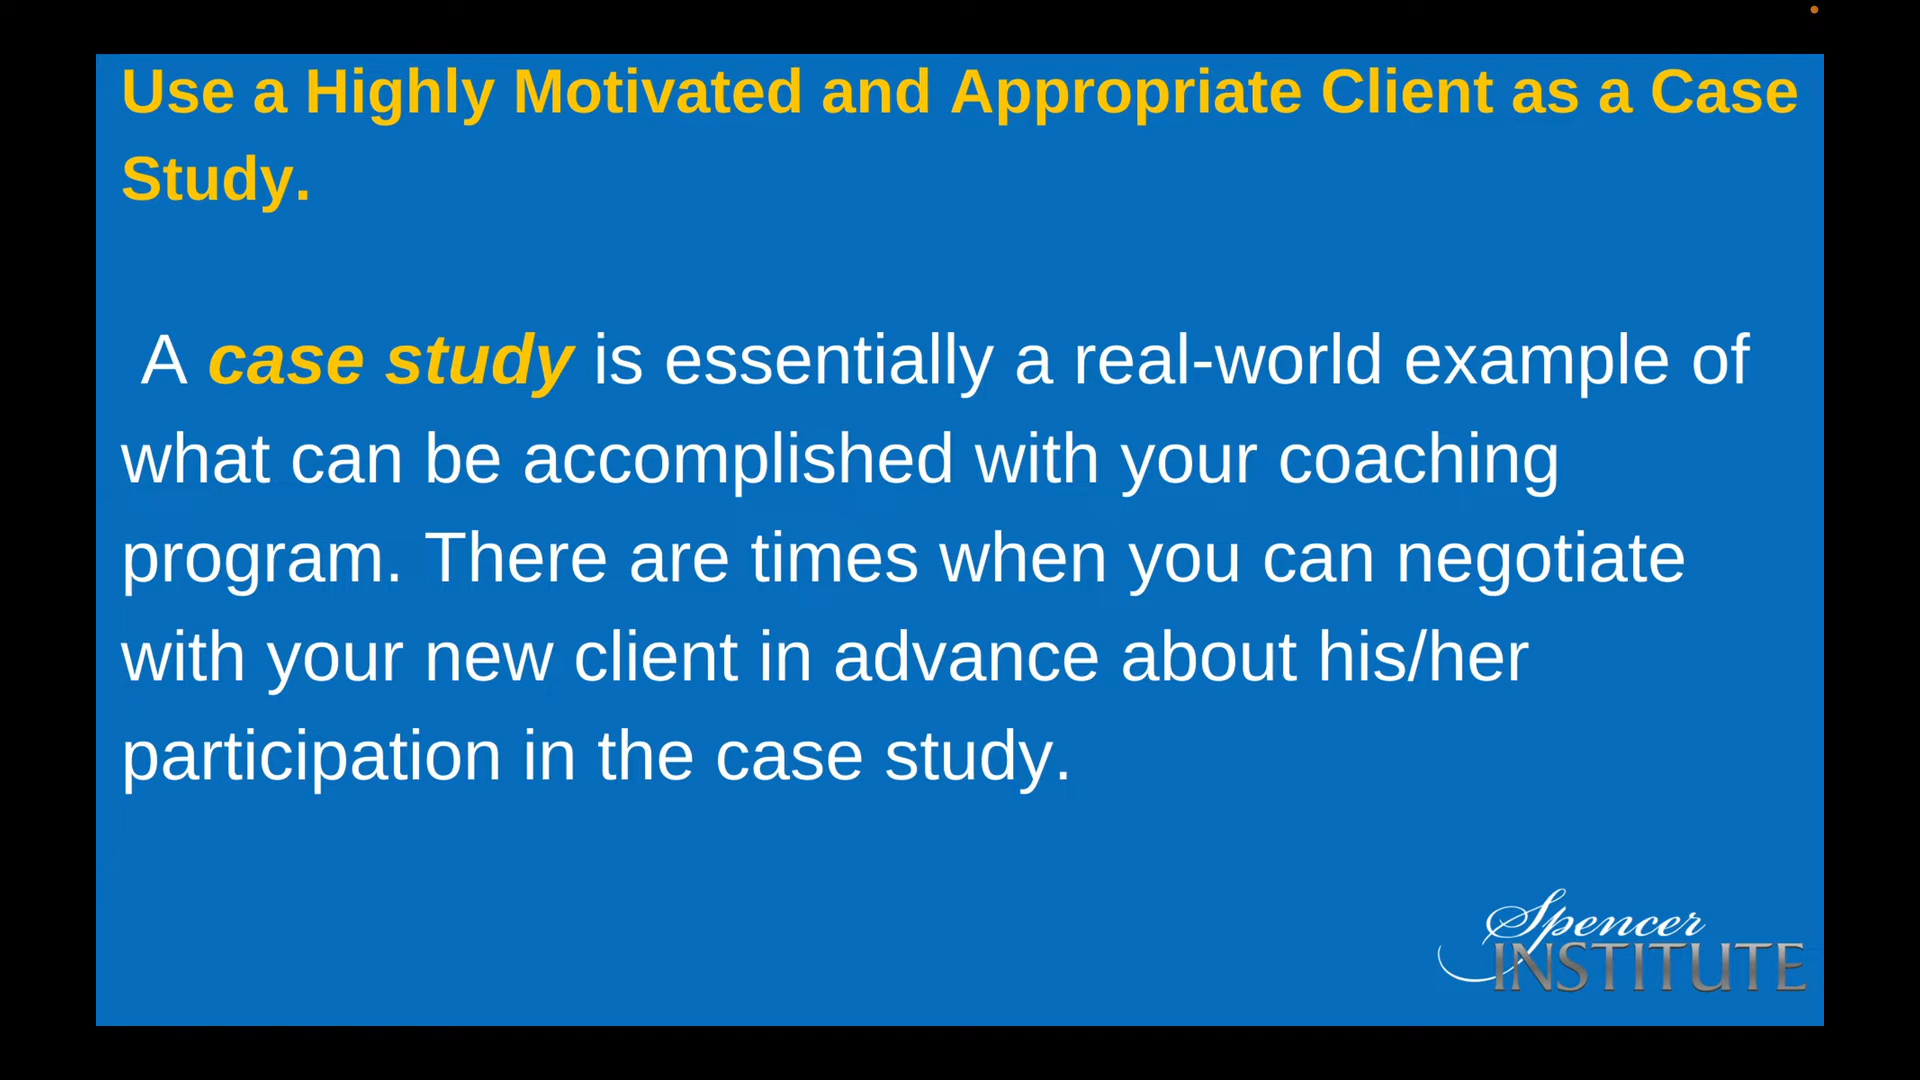 Use a Highly Motivated and Appropriate Client as a Case
Study.
A case study is essentially a real-world example of
what can be accomplished with your coaching
program. There are times when you can negotiate
with your new client in advance about his/her
participation in the case study.
Spencer
INSTITUTE